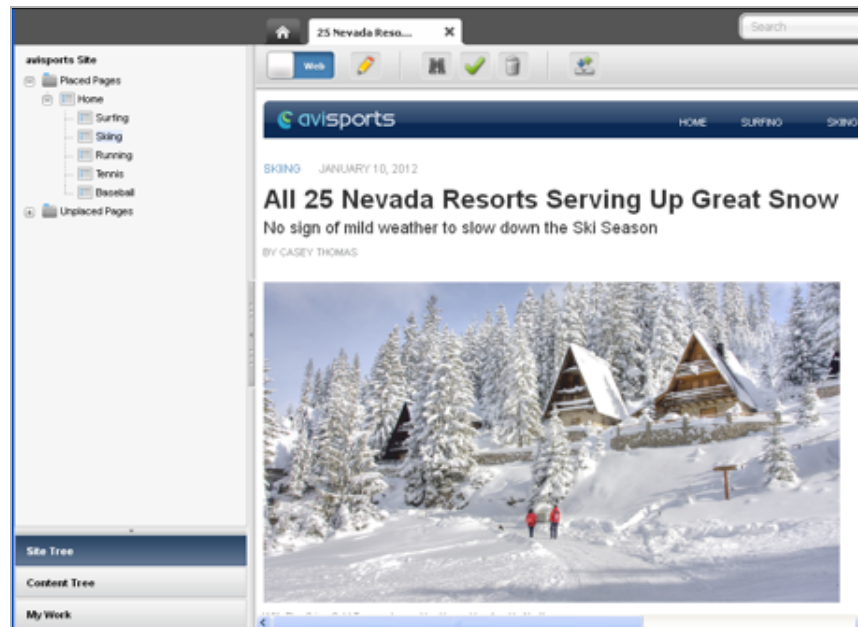 25 Nevada Reso...
Search
avisports Site
Placed Pages
Home
Surfing
Skiing
Running
Tennis
Baseball
Unplaced Pages
Site Tree
Content Tree
My Work
Web
avisports
HOME SURFING SKIING
SKIING JANUARY 10, 2012
All 25 Nevada Resorts Serving Up Great Snow
No sign of mild weather to slow down the Ski Season
BY CASEY THOMAS